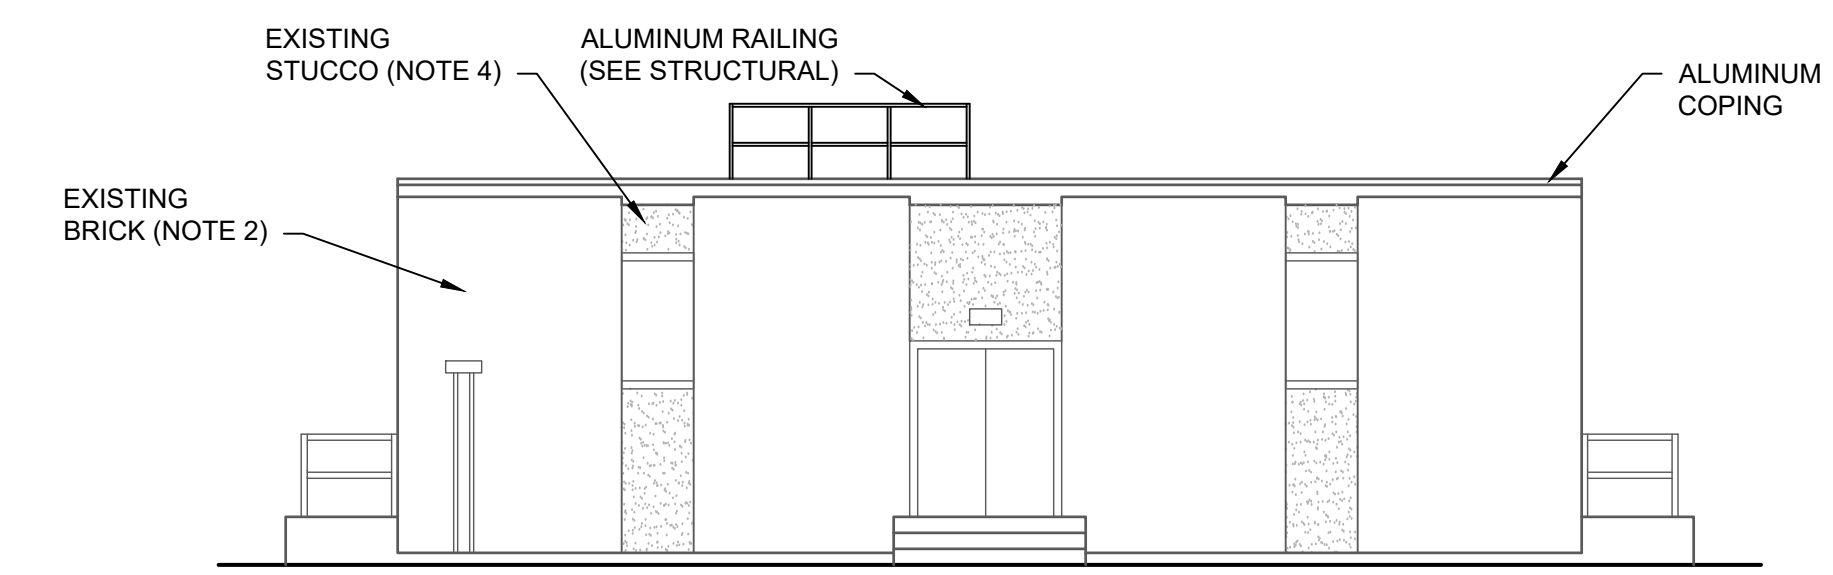 EXISTING
STUCCO (NOTE 4)
ALUMINUM RAILING
(SEE STRUCTURAL)
ALUMINUM
COPING
EXISTING
BRICK (NOTE 2)